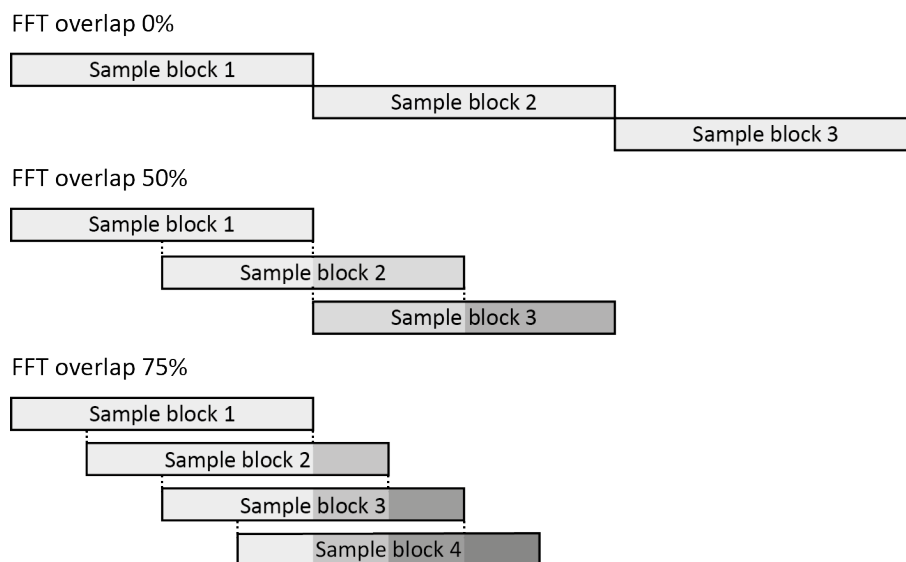 FFT overlap 0%
Sample block 1
Sample block 2
Sample block 3
FFT overlap 50%
Sample block 1
Sample block 2
Sample block 3
FFT overlap 75%
Sample block 1
Sample block 2
Sample block 3
Sample block 4